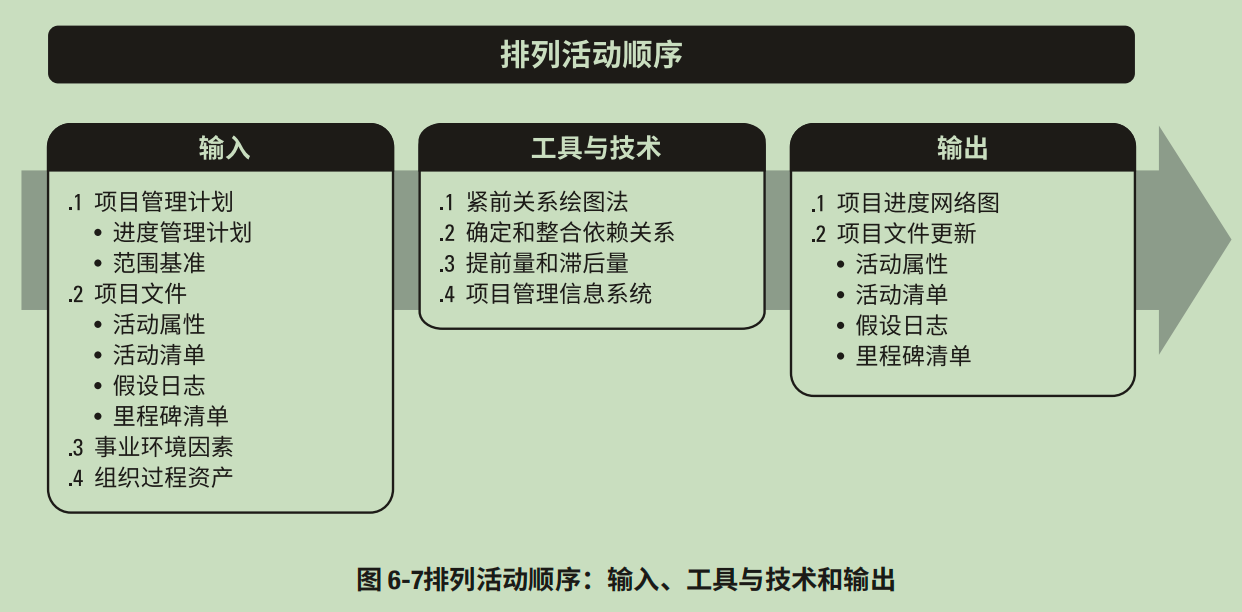 排列活动顺序
输入
.1 项目管理计划
• 进度管理计划
• 范围基准
.2 项目文件
• 活动属性
• 活动清单
• 假设日志
• 里程碑清单
.3 事业环境因素
.4 组织过程资产
工具与技术
.1 紧前关系绘图法
.2 确定和整合依赖关系
.3 提前量和滞后量
.4 项目管理信息系统
输出
.1 项目进度网络图
.2 项目文件更新
• 活动属性
• 活动清单
• 假设日志
• 里程碑清单
图 6-7排列活动顺序：输入、工具与技术和输出